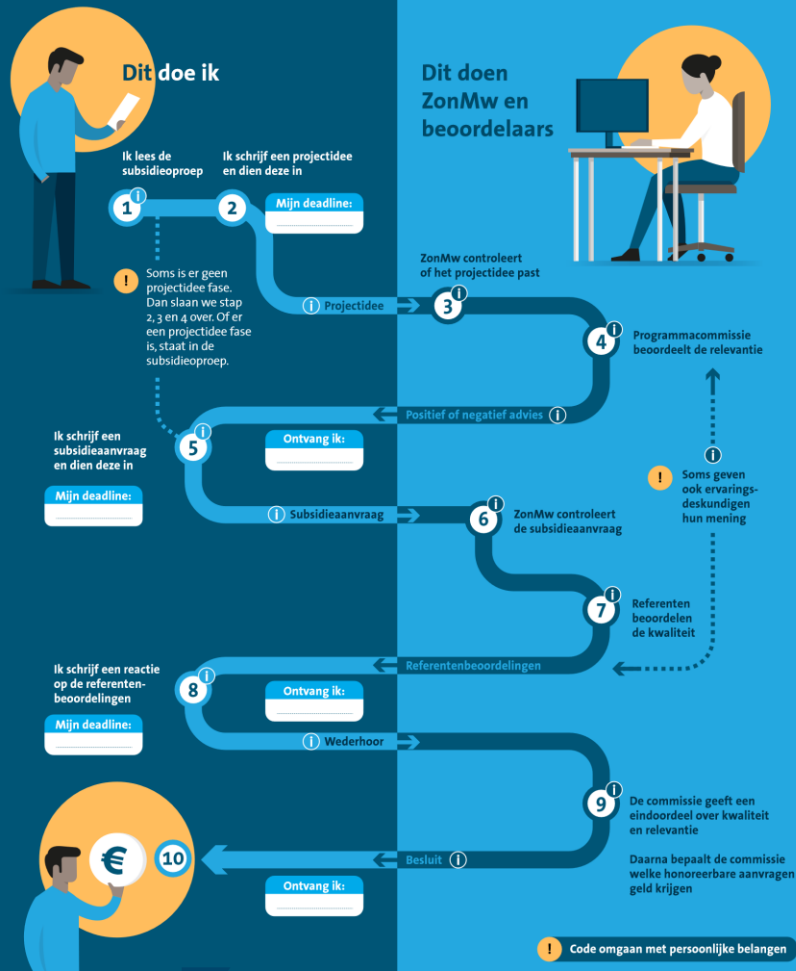 Dit doe ik
Dit doen
ZonMw en
beoordelaars
Ik lees de
subsidieoproep
Ik schrijf een projectidee
en dien deze in
1
i
2
Mijn deadline:
!
Soms is er geen
projectidee fase.
Dan slaan we stap
2, 3 en 4 over. Of er
een projectidee fase
is, staat in de
subsidieoproep.
i Projectidee
ZonMw controleert
of het projectidee past
3
i
4
i
Programmacommissie
beoordeelt de relevantie
Positief of negatief advies i
Ik schrijf een
subsidieaanvraag
en dien deze in
5
i
Ontvang ik:
Mijn deadline:
i
!
Soms geven
ook ervarings-
deskundigen
hun mening
i Subsidieaanvraag
6
i
ZonMw controleert
de subsidieaanvraag
7
i
Referenten
beoordelen
de kwaliteit
Referentenbeoordelingen
Ik schrijf een reactie
op de referenten-
beoordelingen
8
i
Ontvang ik:
Mijn deadline:
i Wederhoor
9
i
De commissie geeft een
eindoordeel over kwaliteit
en relevantie
Daarna bepaalt de commissie
welke honoreerbare aanvragen
geld krijgen
Besluit i
€
10
Ontvang ik:
! Code omgaan met persoonlijke belangen